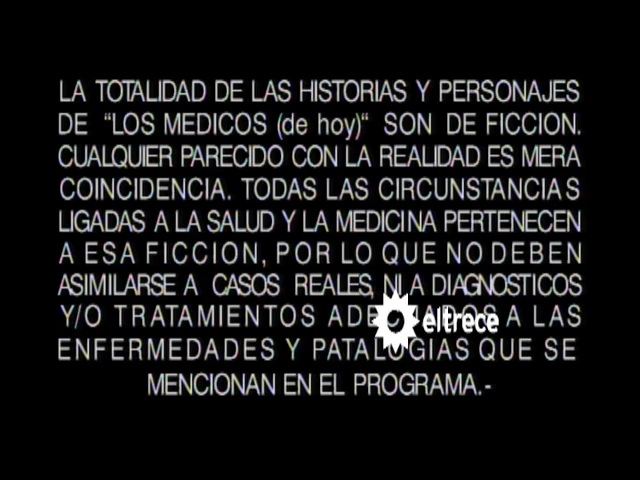 LA TOTALIDAD DE LAS HISTORIAS Y PERSONAJES
DE “LOS MEDICOS (de hoy)“ SON DE FICCION.
CUALQUIER PARECIDO CON LA REALIDAD ES MERA
COINCIDENCIA. TODAS LAS CIRCUNSTANCIAS
LIGADAS A LA SALUD Y LA MEDICINA PERTENECEN
A ESA FICCION, POR LO QUE NO DEBEN
ASIMILARSE A CASOS REALES, NI A DIAGNOSTICOS
Y/O TRATAMIENTOS ADECUADOS A LAS
eltrece
ENFERMEDADES Y PATALOGIAS QUE SE
MENCIONAN EN EL PROGRAMA.-